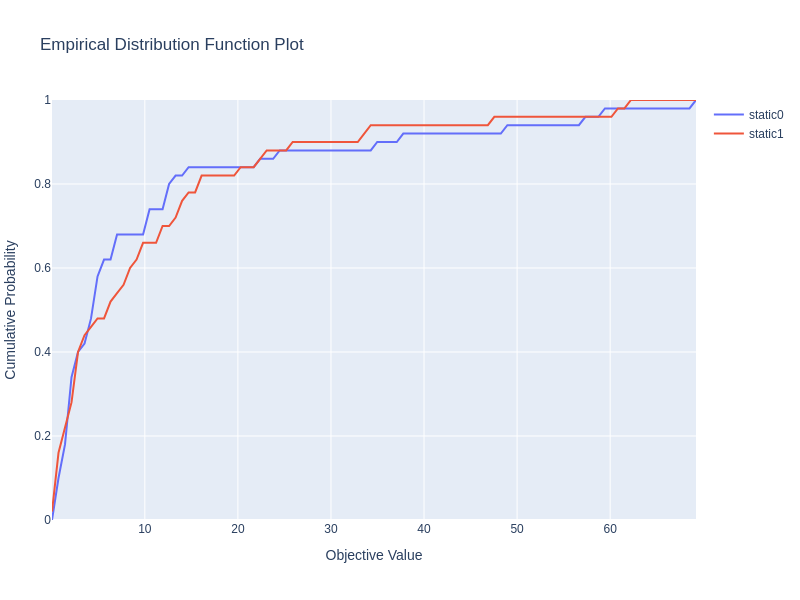 Empirical Distribution Function Plot
static0
static1
Cumulative Probability
1
0.8
0.6
0.4
0.2
0
10
20
30
40
50
60
Objective Value